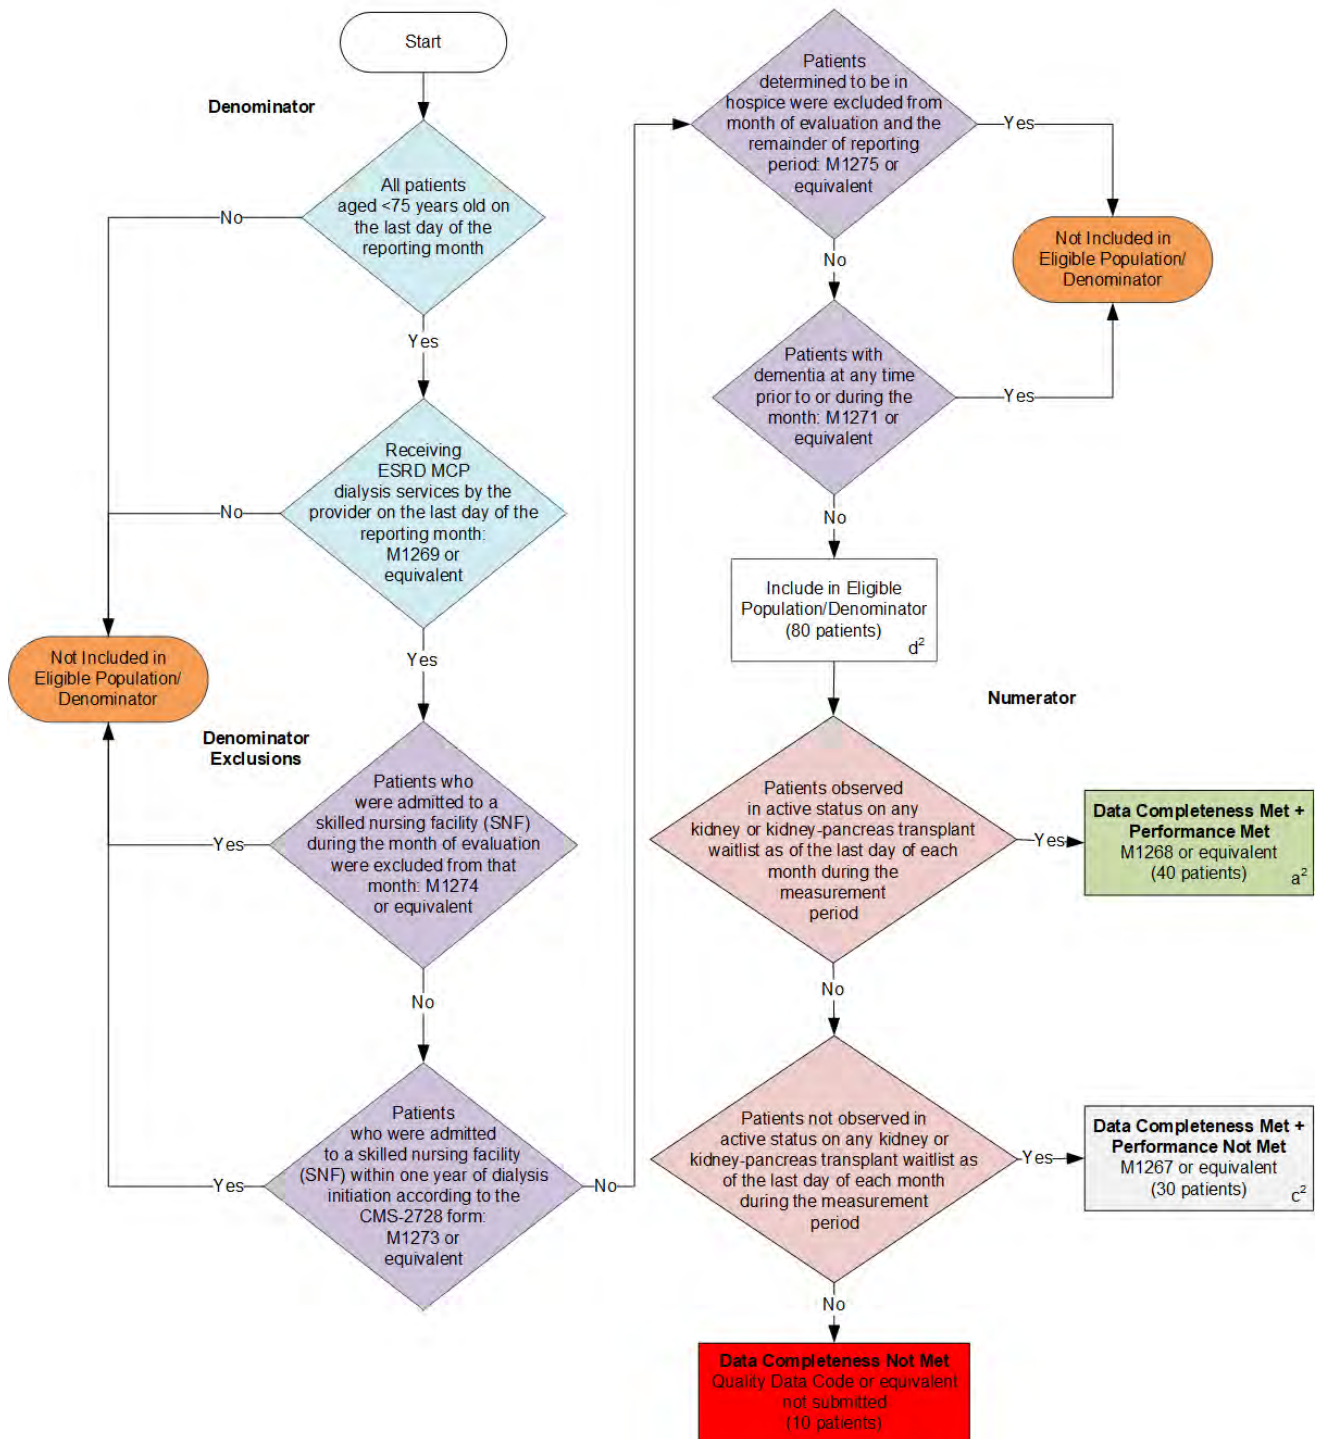 Start
Denominator
All patients
aged <75 years old on
the last day of the
reporting month
No
Yes
Receiving
ESRD MCP
dialysis services by the
provider on the last day of the
reporting month:
M1269 or
equivalent
No
Yes
Not Included in
Eligible Population/
Denominator
Denominator
Exclusions
Patients who
were admitted to a
skilled nursing facility (SNF)
during the month of evaluation
were excluded from that
month: M1274
or equivalent
Yes
No
Patients
who were admitted
to a skilled nursing facility
(SNF) within one year of dialysis
initiation according to the
CMS-2728 form:
M1273 or
equivalent
Yes
No
Patients
determined to be in
hospice were excluded from
month of evaluation and the
remainder of reporting
period: M1275 or
equivalent
Yes
No
Not Included in
Eligible Population/
Denominator
Patients with
dementia at any time
prior to or during the
month: M1271 or
equivalent
Yes
No
Include in Eligible
Population/Denominator
(80 patients)
d²
Numerator
Patients observed
in active status on any
kidney or kidney-pancreas transplant
waitlist as of the last day of each
month during the
measurement
period
Yes
Data Completeness Met +
Performance Met
M1268 or equivalent
(40 patients)
a²
No
Patients not observed in
active status on any kidney or
kidney-pancreas transplant waitlist as
of the last day of each month
during the measurement
period
Yes
Data Completeness Met +
Performance Not Met
M1267 or equivalent
(30 patients)
c²
No
Data Completeness Not Met
Quality Data Code or equivalent
not submitted
(10 patients)